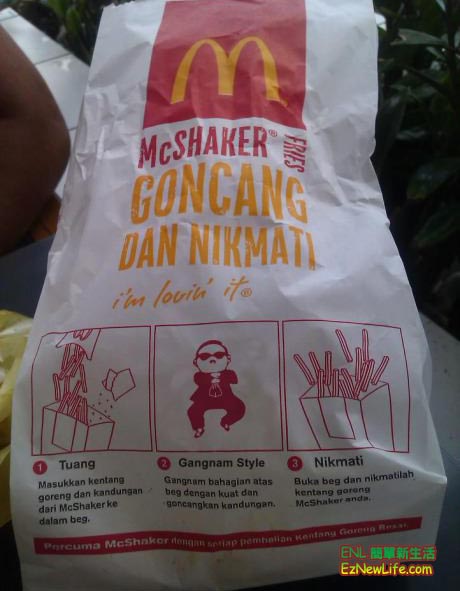 McSHAKER® FRIES
GONCANG
DAN NIKMATI
i'm lovin' it®
1 Tuang
Masukkan kentang
goreng dan kandungan
dari McShaker ke
dalam beg.
2 Gangnam Style
Gangnam bahagian atas
beg dengan kuat dan
goncangkan kandungan.
3 Nikmati
Buka beg dan nikmatilah
kentang goreng
McShaker anda.
Percuma McShaker dengan setiap pembelian Kentang Goreng Besar.
ENL 簡單新生活
EzNewLife.com